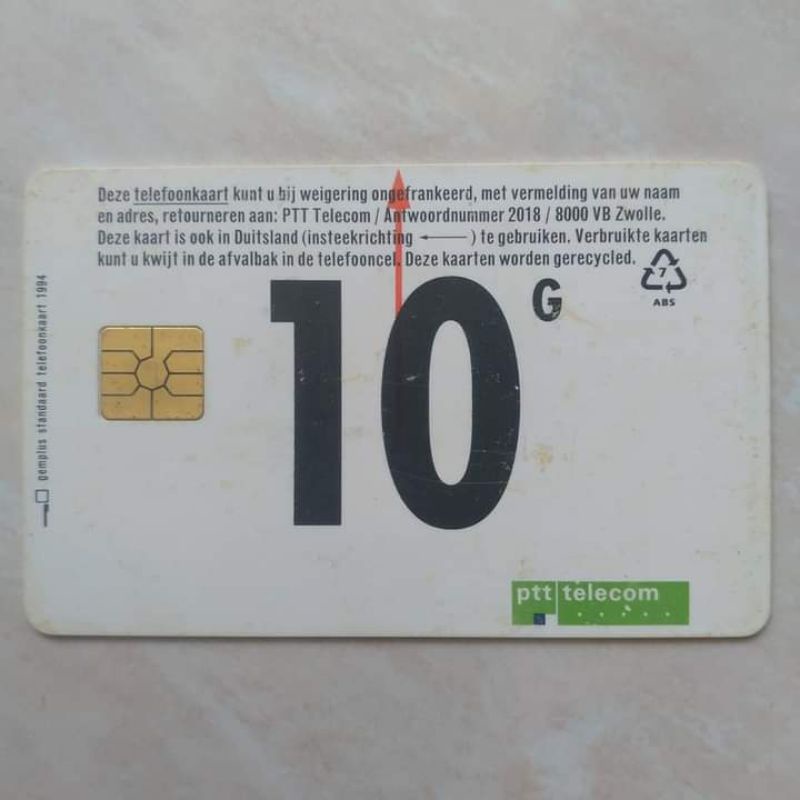 Deze telefoonkaart kunt u bij weigering ongefrankeerd, met vermelding van uw naam
en adres, retourneren aan: PTT Telecom / Antwoordnummer 2018 / 8000 VB Zwolle.
Deze kaart is ook in Duitsland (insteekrichting ⟵) te gebruiken. Verbruikte kaarten
kunt u kwijt in de afvalbak in de telefooncel. Deze kaarten worden gerecycled.
7
ABS
10 G
gemplus standaard telefoonkaart 1994
ptt telecom